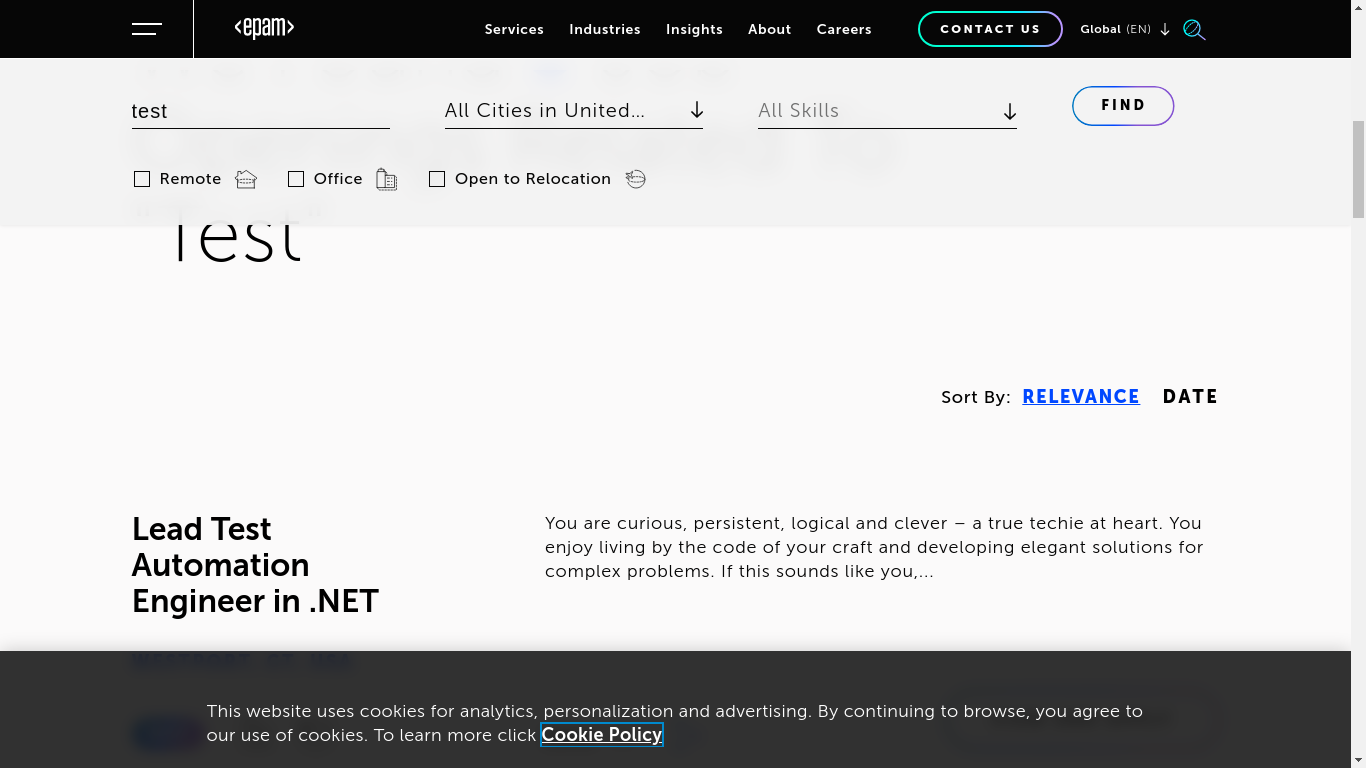 <epam>
Services
Industries
Insights
About
Careers
CONTACT US
Global (EN)
test
All Cities in United...
All Skills
FIND
Remote
Office
Open to Relocation
Test
Sort By: RELEVANCE DATE
Lead Test
Automation
Engineer in .NET
You are curious, persistent, logical and clever – a true techie at heart. You
enjoy living by the code of your craft and developing elegant solutions for
complex problems. If this sounds like you,...
This website uses cookies for analytics, personalization and advertising. By continuing to browse, you agree to
our use of cookies. To learn more click Cookie Policy